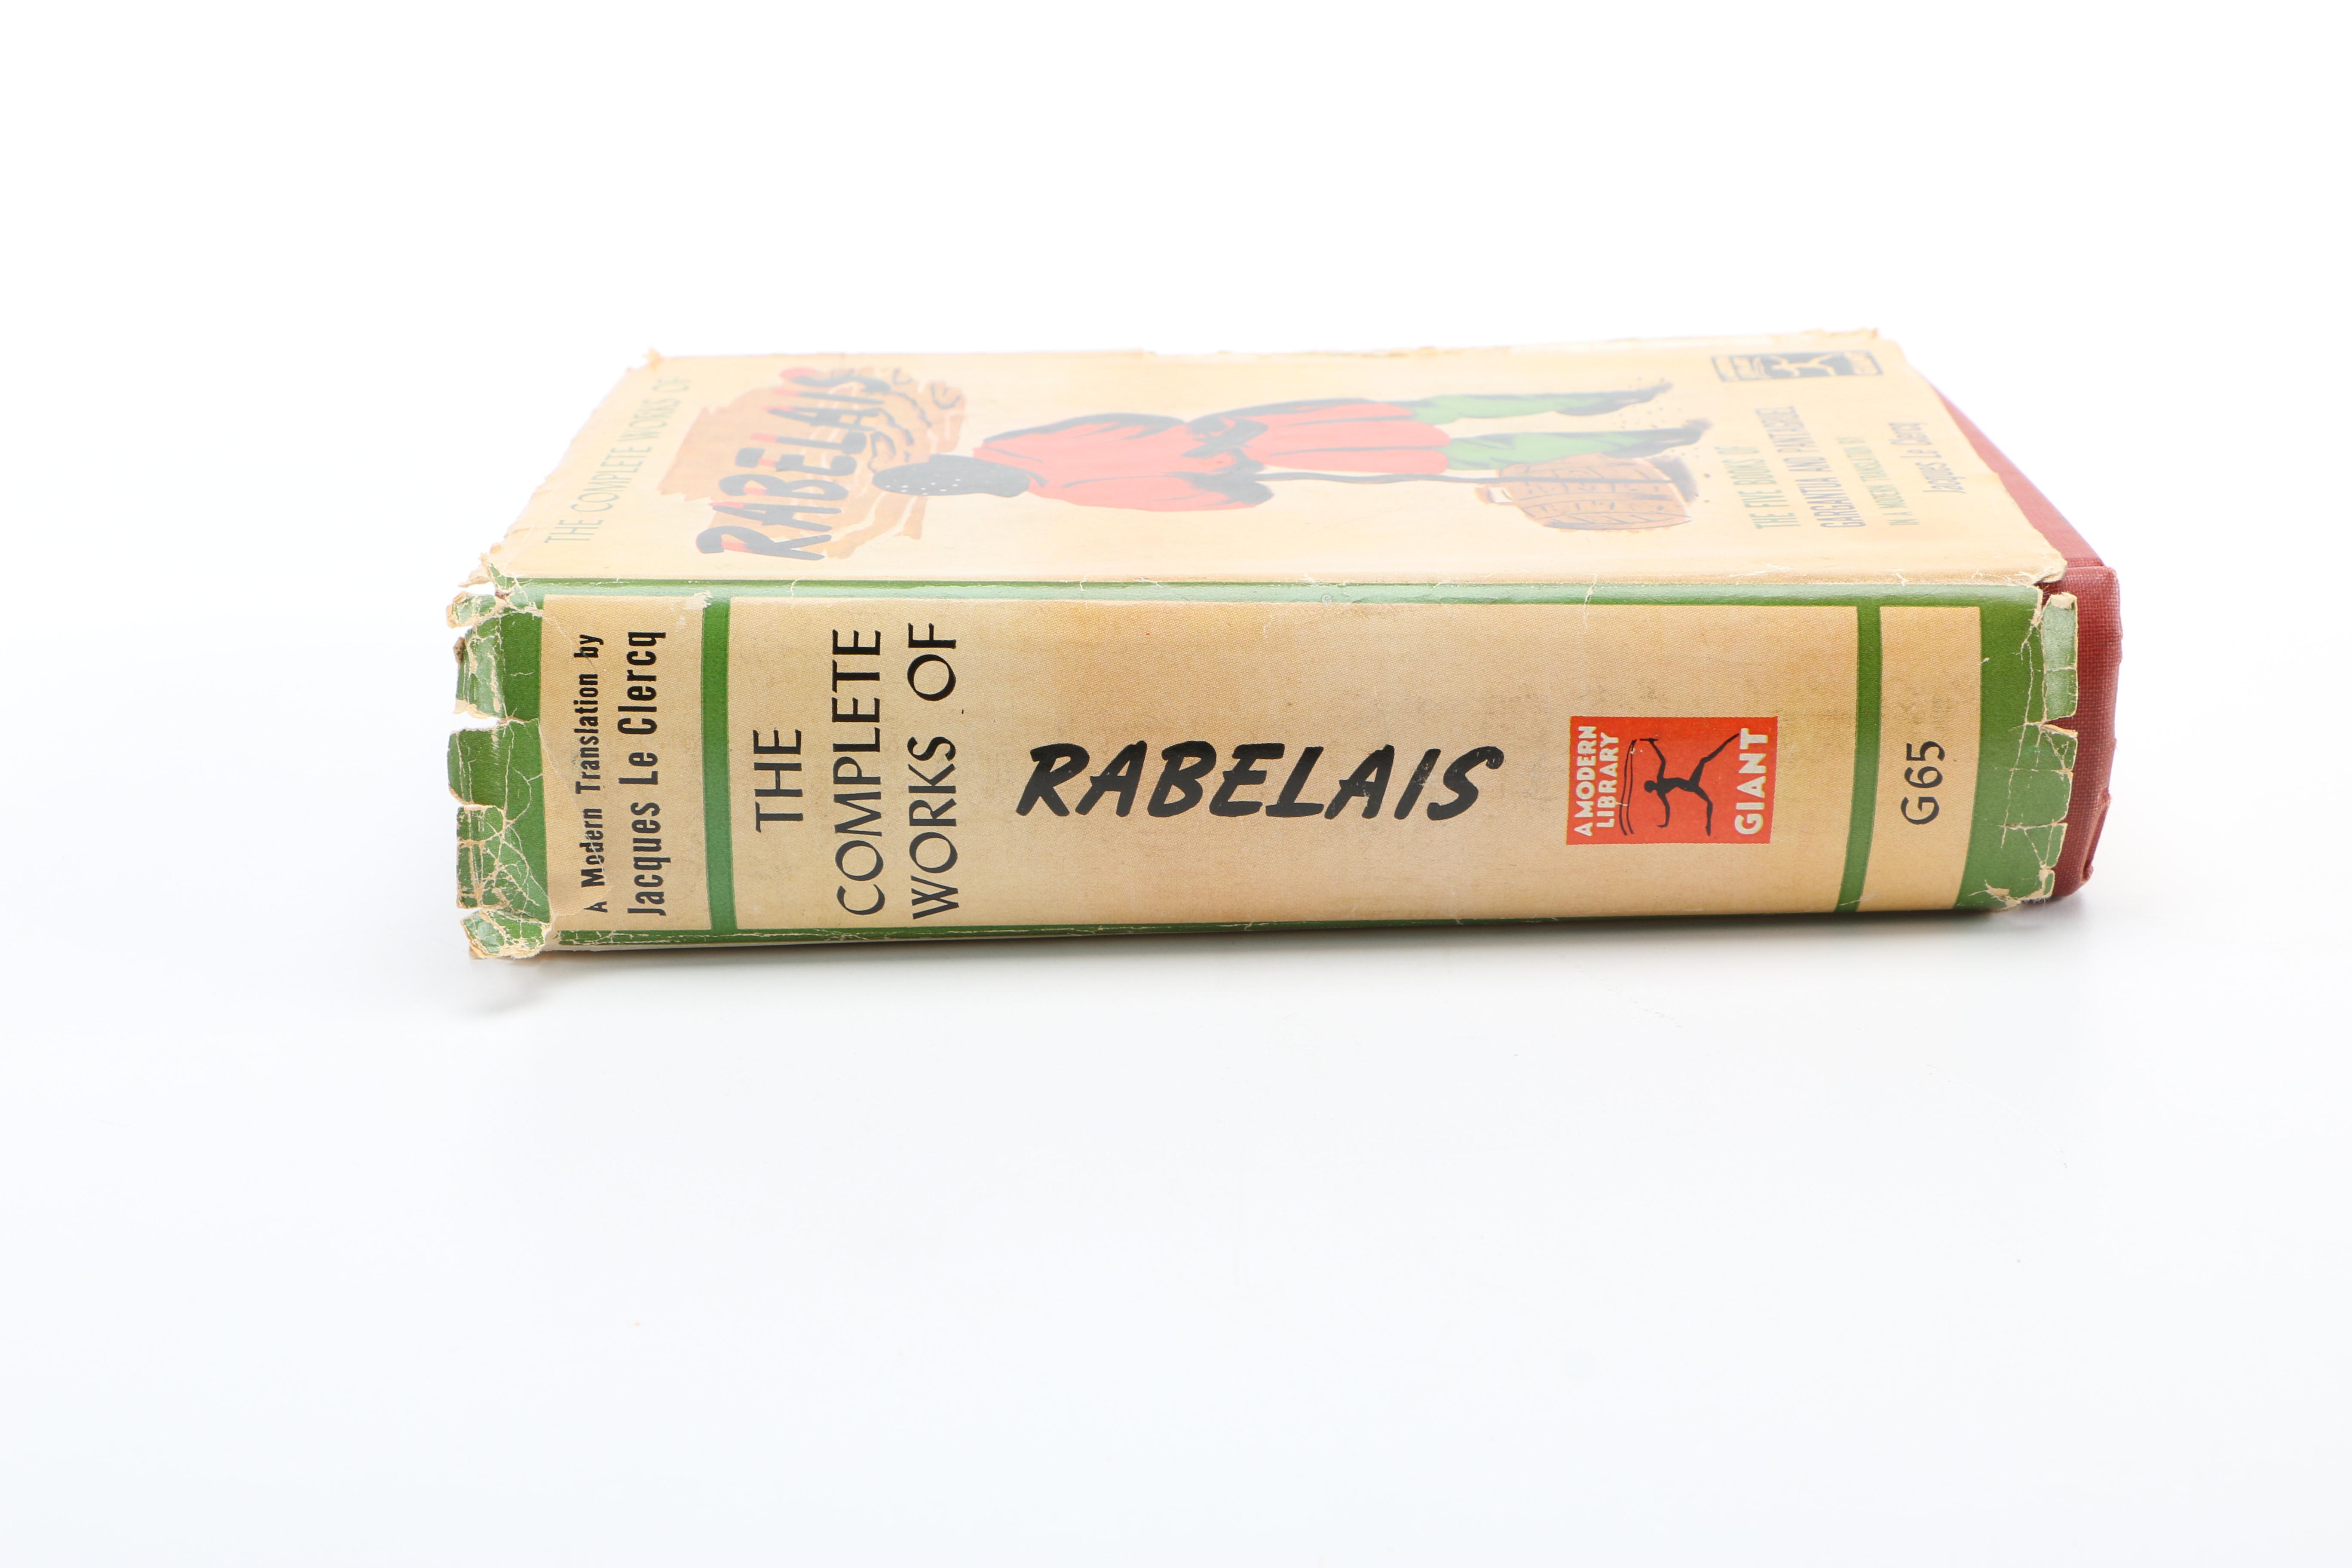 A Modern Translation by
Jacques Le Clercq
THE
COMPLETE
WORKS OF
RABELAIS
A MODERN
LIBRARY
GIANT
G65
THE COMPLETE WORKS OF
RABELAIS
THE FIVE BOOKS OF
GARGANTUA AND PANTAGRUEL
IN A MODERN TRANSLATION BY
Jacques Le Clercq